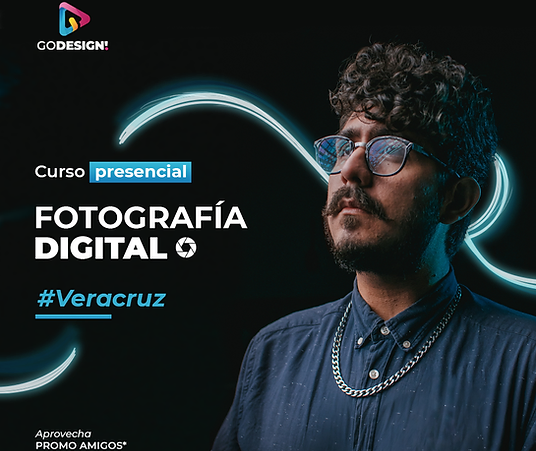 GODESIGN!
Curso presencial
FOTOGRAFÍA
DIGITAL
#Veracruz
Aprovecha
PROMO AMIGOS*